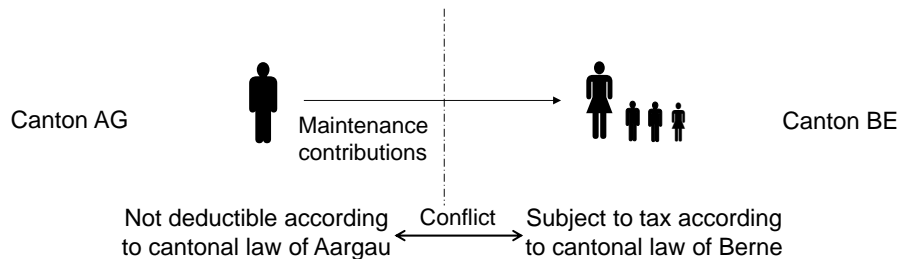 Canton AG
Maintenance
contributions
Canton BE
Not deductible according
to cantonal law of Aargau
Conflict
Subject to tax according
to cantonal law of Berne